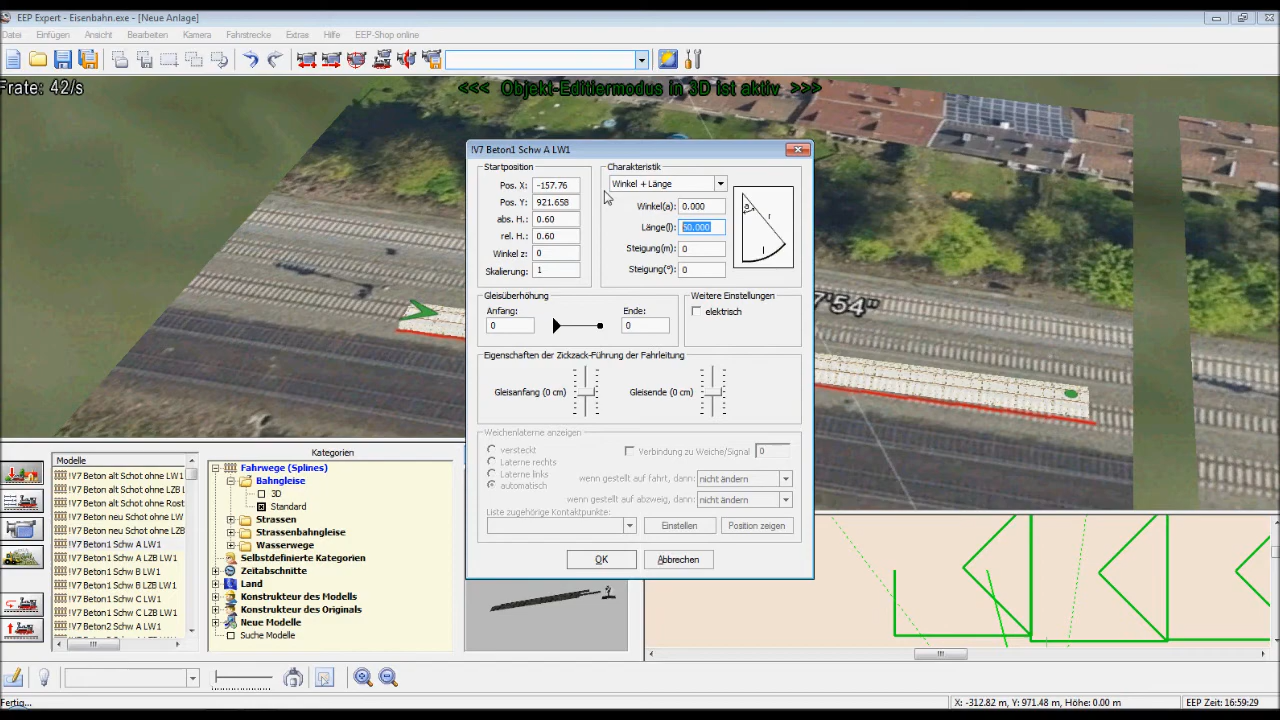 EEP Expert - Eisenbahn.exe - [Neue Anlage]
Datei Einfügen Ansicht Bearbeiten Kamera Fahrstrecke Extras Hilfe EEP-Shop online
Frate: 42/s
<<< Objekt-Editiermodus in 3D ist aktiv >>>
!V7 Beton1 Schw A LW1
Startposition
Pos. X: -157.76
Pos. Y: 921.658
abs. H.: 0.60
rel. H.: 0.60
Winkel z: 0
Skalierung: 1
Charakteristik
Winkel + Länge
Winkel(a): 0.000
Länge(l): 60.000
Steigung(m): 0
Steigung(°): 0
a
r
l
7'54"
Gleisüberhöhung
Anfang: Ende:
0 0
Weitere Einstellungen
elektrisch
Eigenschaften der Zickzack-Führung der Fahrleitung
Gleisanfang (0 cm) Gleisende (0 cm)
Weichenlaterne anzeigen
versteckt
Laterne rechts
Laterne links
automatisch
Verbindung zu Weiche/Signal 0
wenn gestellt auf fahrt, dann: nicht ändern
wenn gestellt auf abzweig, dann: nicht ändern
Liste zugehörige Kontaktpunkte:
Einstellen Position zeigen
OK Abbrechen
Modelle
!V7 Beton alt Schot ohne LW1
!V7 Beton alt Schot ohne LZB
!V7 Beton alt Schot ohne Rost
!V7 Beton neu Schot ohne LW
!V7 Beton neu Schot ohne LZB
!V7 Beton1 Schw A LW1
!V7 Beton1 Schw A LZB LW1
!V7 Beton1 Schw B LW1
!V7 Beton1 Schw B LZB LW1
!V7 Beton1 Schw C LW1
!V7 Beton1 Schw C LZB LW1
!V7 Beton2 Schw A LW1
Kategorien
Fahrwege (Splines)
Bahngleise
3D
Standard
Strassen
Strassenbahngleise
Wasserwege
Selbstdefinierte Kategorien
Zeitabschnitte
Land
Konstrukteur des Modells
Konstrukteur des Originals
Neue Modelle
Suche Modelle
Fertig...
X: -312.82 m, Y: 971.48 m, Höhe: 0.00 m
EEP Zeit: 16:59:29